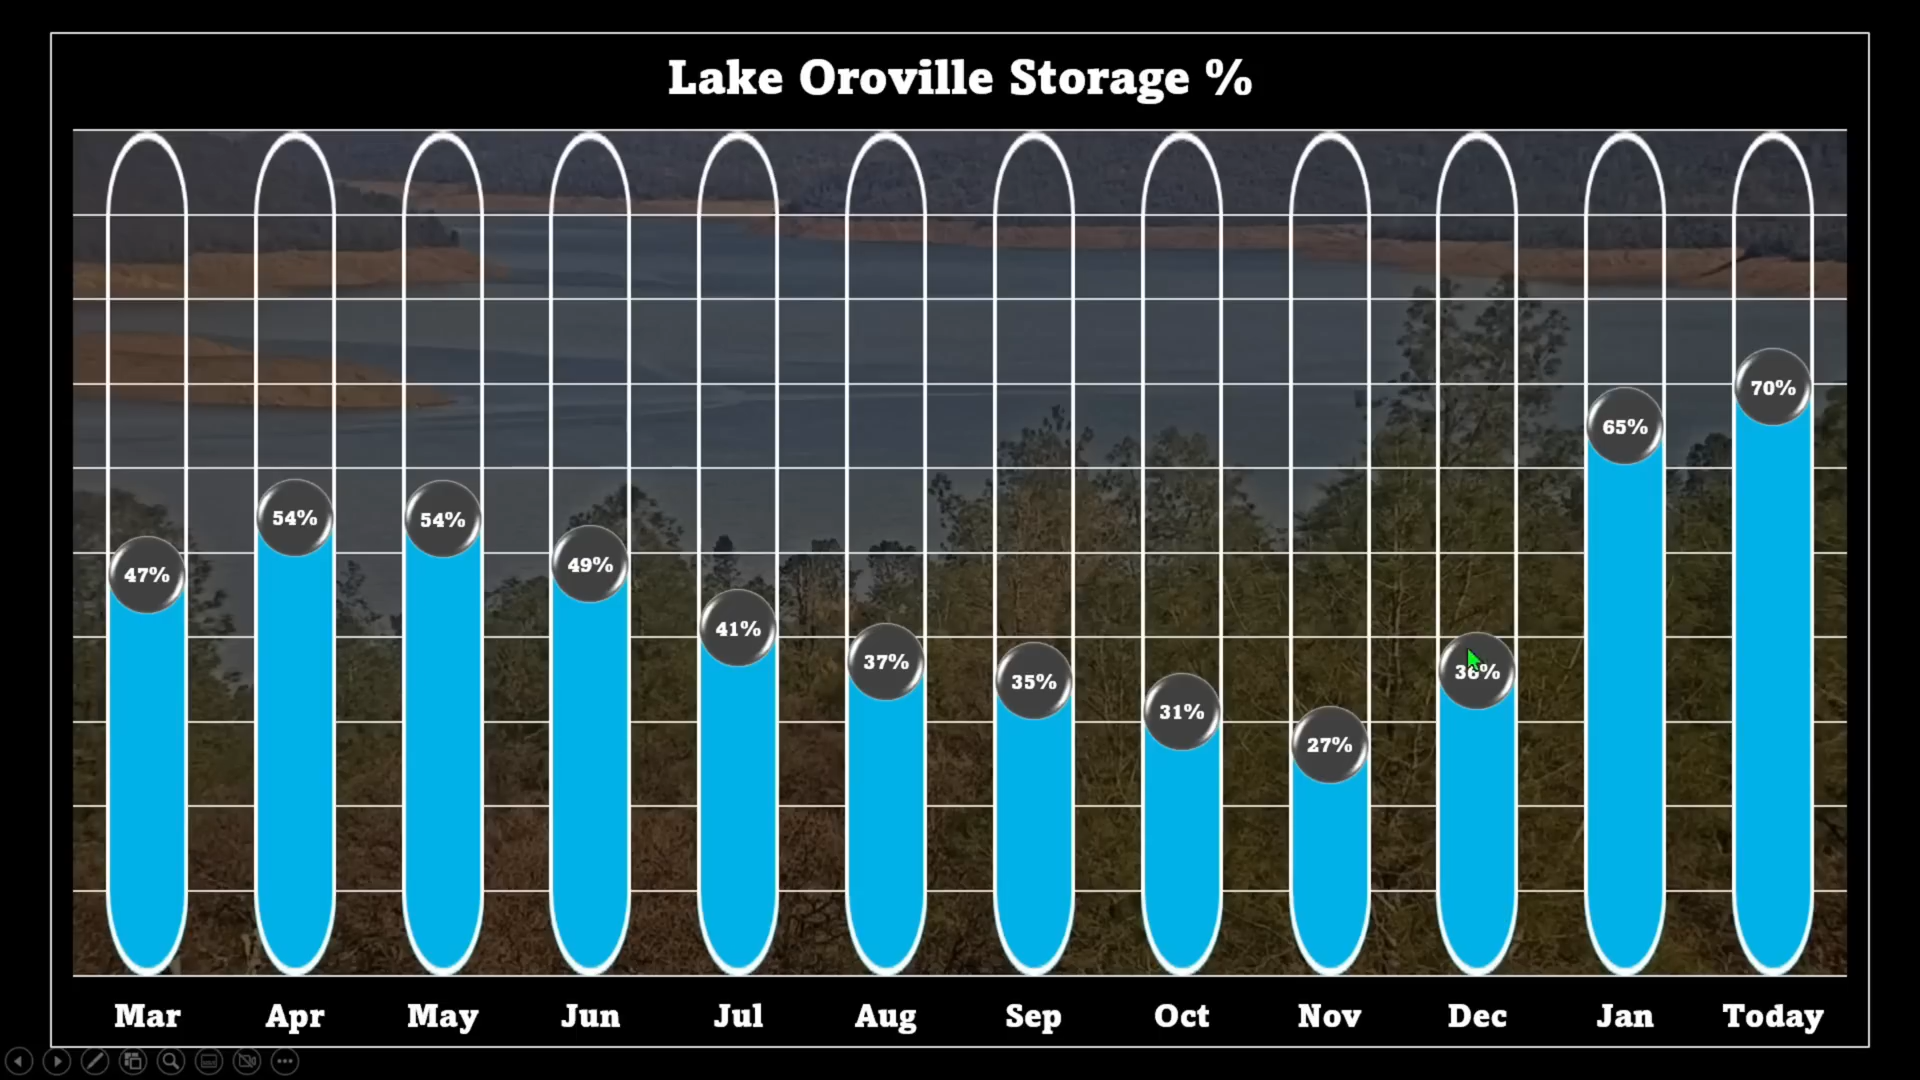 Lake Oroville Storage %
47% 54% 54% 49% 41% 37% 35% 31% 27% 36% 65% 70%
Mar Apr May Jun Jul Aug Sep Oct Nov Dec Jan Today